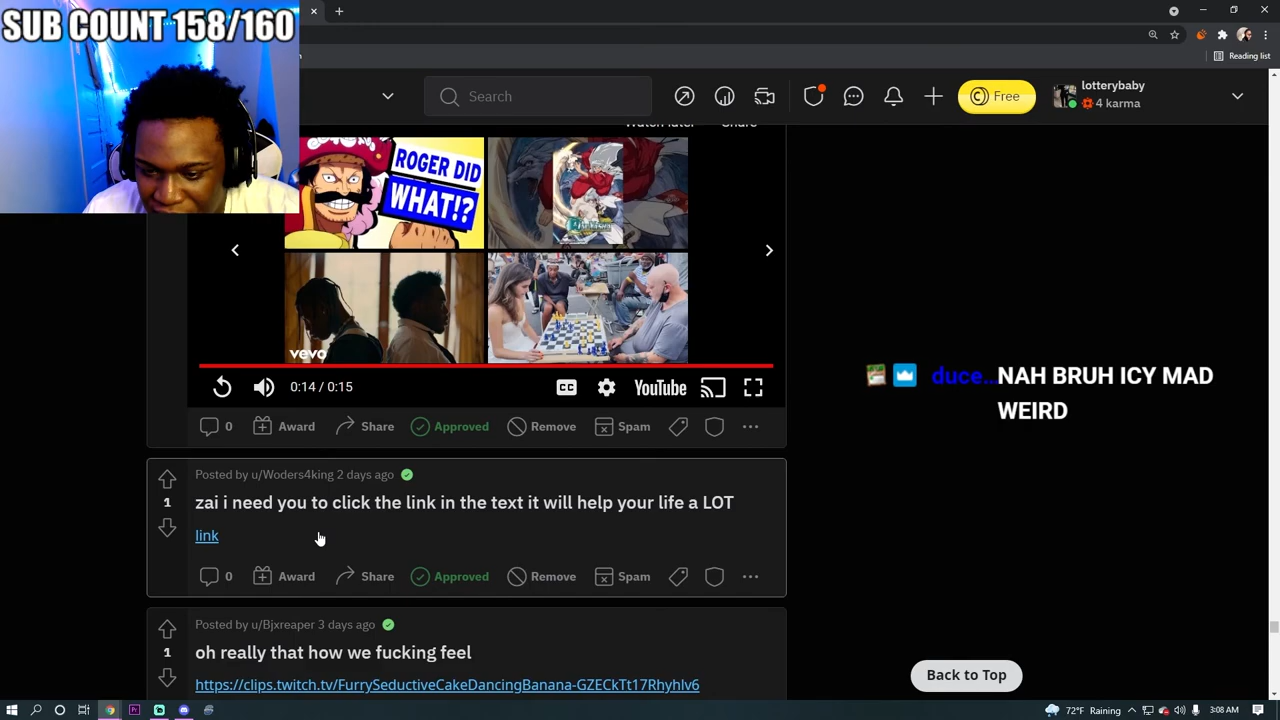 SUB COUNT 158/160
Reading list
Search
Free
lotterybaby
4 karma
ROGER DID
WHAT!?
vevo
0:14 / 0:15
CC
YouTube
0
Award
Share
Approved
Remove
Spam
duce...NAH BRUH ICY MAD
WEIRD
Posted by u/Woders4king 2 days ago
1
zai i need you to click the link in the text it will help your life a LOT
link
0
Award
Share
Approved
Remove
Spam
Posted by u/Bjxreaper 3 days ago
1
oh really that how we fucking feel
https://clips.twitch.tv/FurrySeductiveCakeDancingBanana-GZECkTt17Rhyhlv6
Back to Top
72°F Raining
3:08 AM